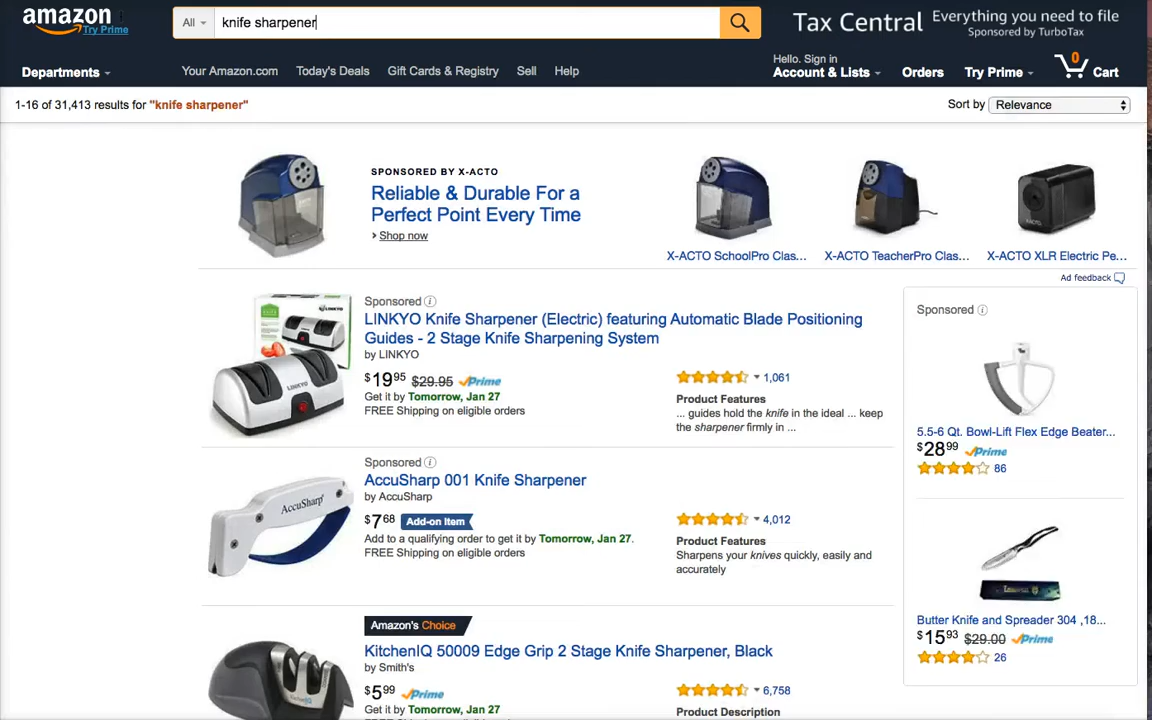 amazon
Try Prime
All
knife sharpener
Tax Central
Everything you need to file
Sponsored by TurboTax
Departments
Your Amazon.com
Today's Deals
Gift Cards & Registry
Sell
Help
Hello. Sign in
Account & Lists
Orders
Try Prime
0
Cart
1-16 of 31,413 results for "knife sharpener"
Sort by
Relevance
SPONSORED BY X-ACTO
Reliable & Durable For a
Perfect Point Every Time
Shop now
X-ACTO SchoolPro Clas...
X-ACTO TeacherPro Clas...
X-ACTO XLR Electric Pe...
Ad feedback
Sponsored
LINKYO Knife Sharpener (Electric) featuring Automatic Blade Positioning
Guides - 2 Stage Knife Sharpening System
by LINKYO
$19 95 $29.95 Prime
Get it by Tomorrow, Jan 27
FREE Shipping on eligible orders
1,061
Product Features
... guides hold the knife in the ideal ... keep
the sharpener firmly in ...
LINKYO
Sponsored
AccuSharp 001 Knife Sharpener
by AccuSharp
$7 68 Add-on Item
Add to a qualifying order to get it by Tomorrow, Jan 27.
FREE Shipping on eligible orders
4,012
Product Features
Sharpens your knives quickly, easily and
accurately
AccuSharp
Amazon's Choice
KitchenIQ 50009 Edge Grip 2 Stage Knife Sharpener, Black
by Smith's
$5 99 Prime
Get it by Tomorrow, Jan 27
6,758
Product Description
Sponsored
5.5-6 Qt. Bowl-Lift Flex Edge Beater...
$28 99 Prime
86
Butter Knife and Spreader 304 ,18...
$15 93 $29.00 Prime
26